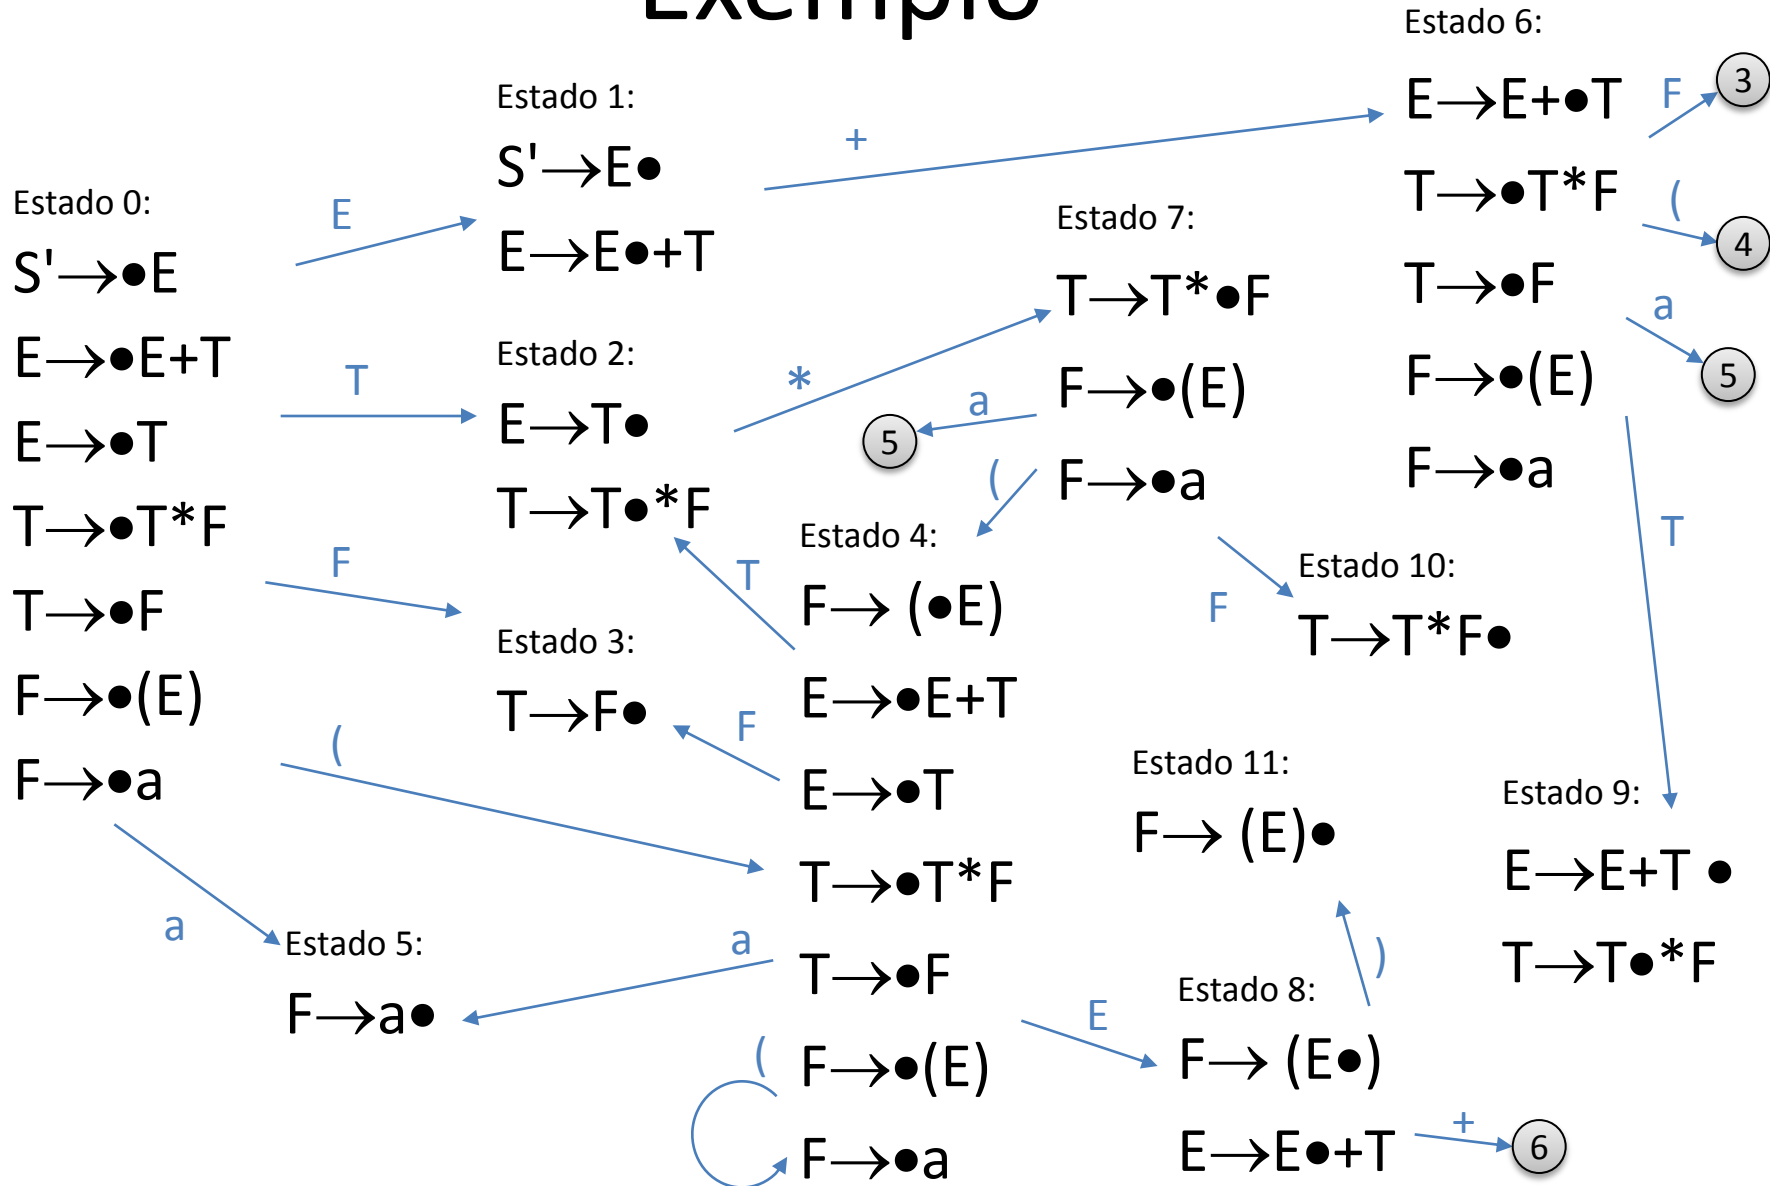 Exemplo
Estado 0:
S'→●E
E→●E+T
E→●T
T→●T*F
T→●F
F→●(E)
F→●a
E
T
F
(
a
Estado 1:
S'→E●
E→E●+T
+
Estado 2:
E→T●
T→T●*F
*
Estado 3:
T→F●
Estado 5:
F→a●
Estado 4:
F→ (●E)
E→●E+T
E→●T
T→●T*F
T→●F
F→●(E)
F→●a
T
F
a
(
E
Estado 7:
T→T*●F
F→●(E)
F→●a
a
5
(
F
Estado 10:
T→T*F●
Estado 11:
F→ (E)●
)
Estado 8:
F→ (E●)
E→E●+T
+
6
Estado 6:
E→E+●T
T→●T*F
T→●F
F→●(E)
F→●a
F
3
(
4
a
5
T
Estado 9:
E→E+T ●
T→T●*F